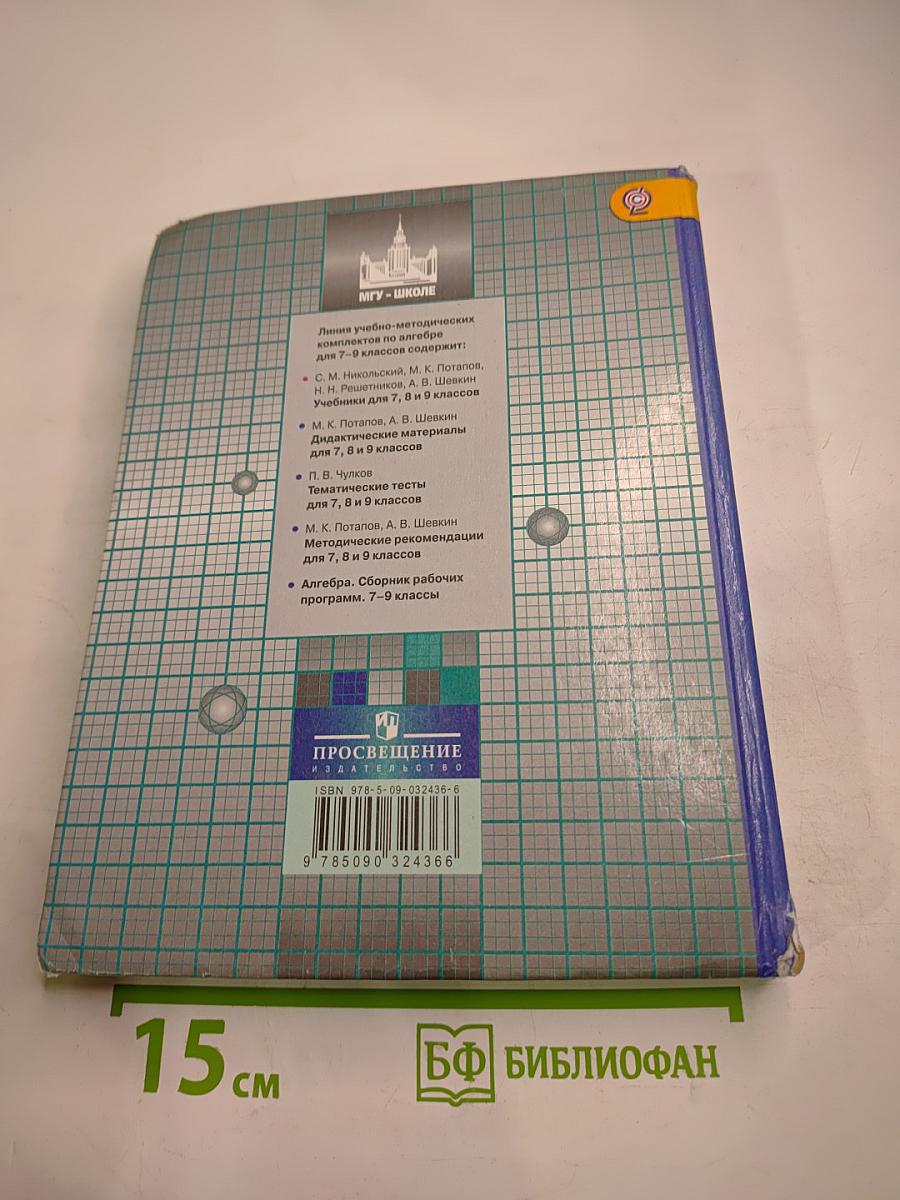 МГУ - ШКОЛЕ
Линия учебно-методических
комплектов по алгебре
для 7–9 классов содержит:
• С. М. Никольский, М. К. Потапов,
Н. Н. Решетников, А. В. Шевкин
Учебники для 7, 8 и 9 классов
• М. К. Потапов, А. В. Шевкин
Дидактические материалы
для 7, 8 и 9 классов
• П. В. Чулков
Тематические тесты
для 7, 8 и 9 классов
• М. К. Потапов, А. В. Шевкин
Методические рекомендации
для 7, 8 и 9 классов
• Алгебра. Сборник рабочих
программ. 7–9 классы
ПРОСВЕЩЕНИЕ
ИЗДАТЕЛЬСТВО
ISBN 978-5-09-032436-6
9 785090 324366
15 см
БФ БИБЛИОФАН